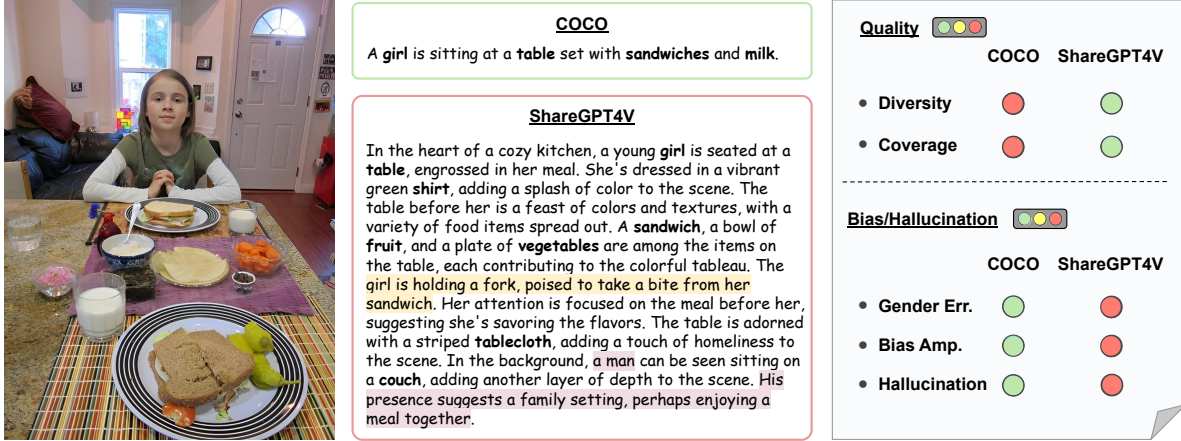 COCO
A girl is sitting at a table set with sandwiches and milk.
ShareGPT4V
In the heart of a cozy kitchen, a young girl is seated at a
table, engrossed in her meal. She's dressed in a vibrant
green shirt, adding a splash of color to the scene. The
table before her is a feast of colors and textures, with a
variety of food items spread out. A sandwich, a bowl of
fruit, and a plate of vegetables are among the items on
the table, each contributing to the colorful tableau. The
girl is holding a fork, poised to take a bite from her
sandwich. Her attention is focused on the meal before her,
suggesting she's savoring the flavors. The table is adorned
with a striped tablecloth, adding a touch of homeliness to
the scene. In the background, a man can be seen sitting on
a couch, adding another layer of depth to the scene. His
presence suggests a family setting, perhaps enjoying a
meal together.
Quality
COCO ShareGPT4V
• Diversity
• Coverage
Bias/Hallucination
COCO ShareGPT4V
• Gender Err.
• Bias Amp.
• Hallucination